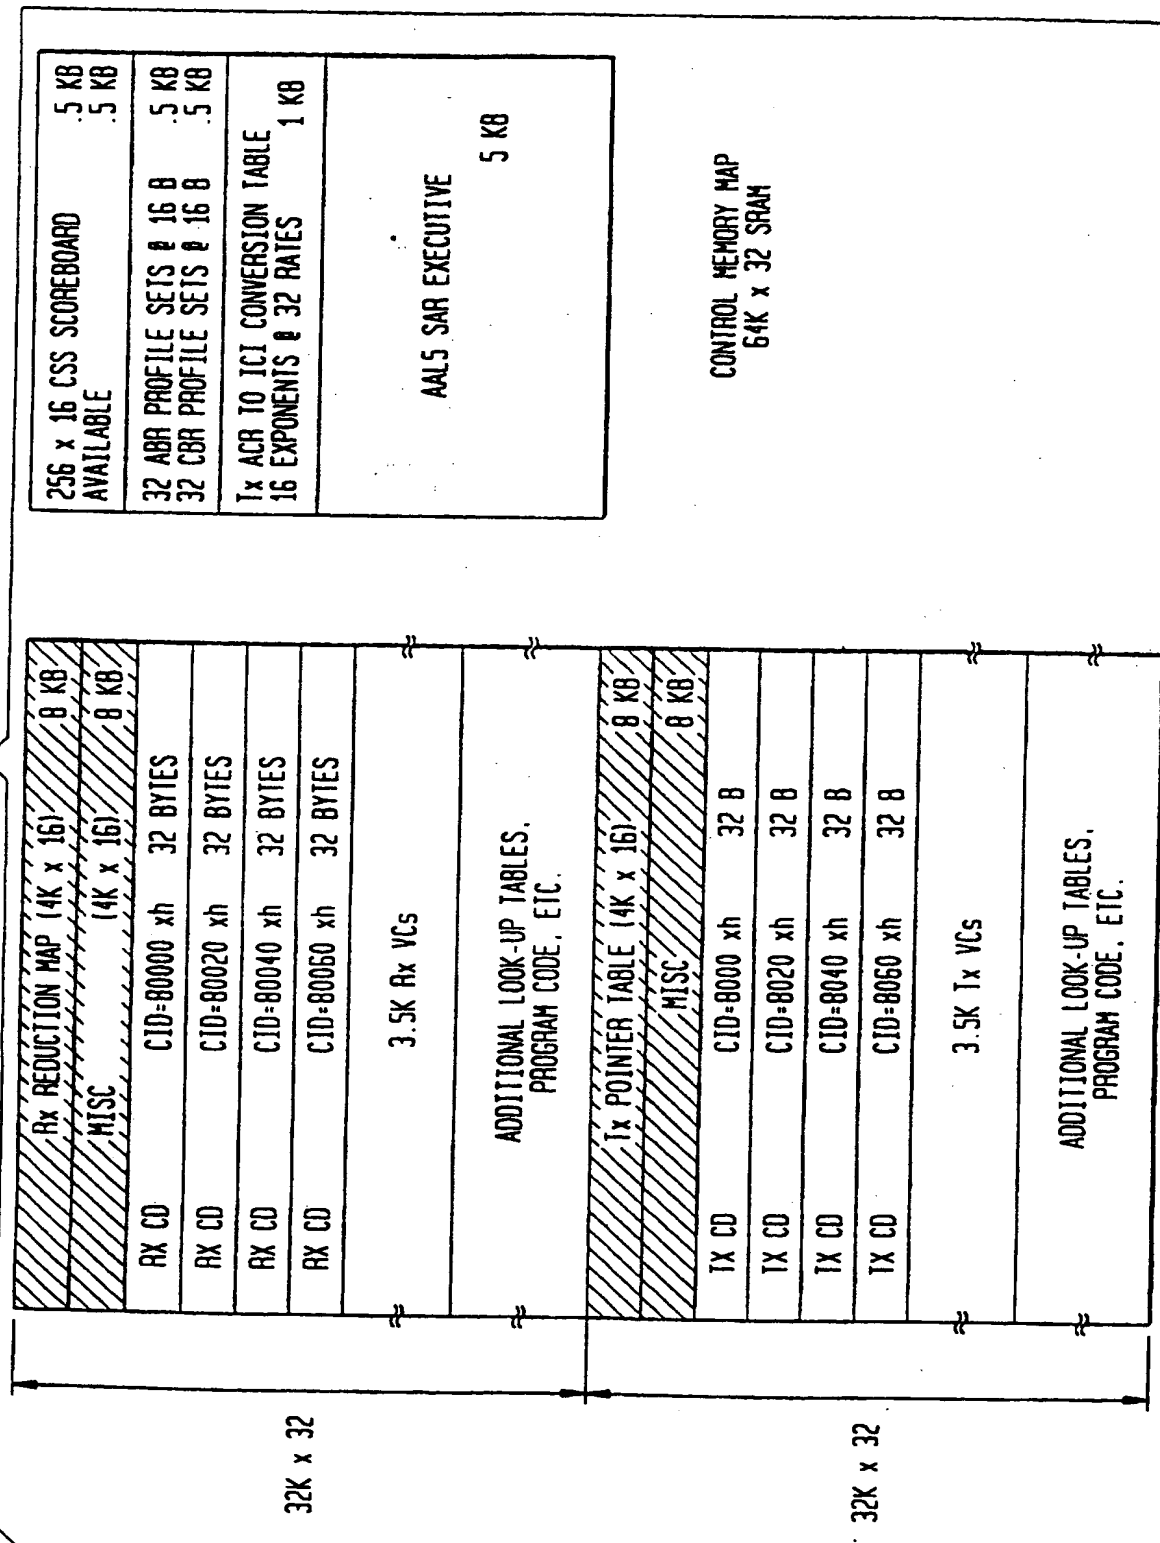 32K x 32
Rx REDUCTION MAP (4K x 16) 8 KB
MISC (4K x 16) 8 KB
RX CD CID=80000 xh 32 BYTES
RX CD CID=80020 xh 32 BYTES
RX CD CID=80040 xh 32 BYTES
RX CD CID=80060 xh 32 BYTES
3.5K Rx VCs
ADDITIONAL LOOK-UP TABLES,
PROGRAM CODE, ETC.
32K x 32
Tx POINTER TABLE (4K x 16) 8 KB
MISC 8 KB
TX CD CID=8000 xh 32 B
TX CD CID=8020 xh 32 B
TX CD CID=8040 xh 32 B
TX CD CID=8060 xh 32 B
3.5K Tx VCs
ADDITIONAL LOOK-UP TABLES,
PROGRAM CODE, ETC.
256 x 16 CSS SCOREBOARD .5 KB
AVAILABLE .5 KB
32 ABR PROFILE SETS @ 16 B .5 KB
32 CBR PROFILE SETS @ 16 B .5 KB
Tx ACR TO ICI CONVERSION TABLE
16 EXPONENTS @ 32 RATES 1 KB
AAL5 SAR EXECUTIVE
5 KB
CONTROL MEMORY MAP
64K x 32 SRAM